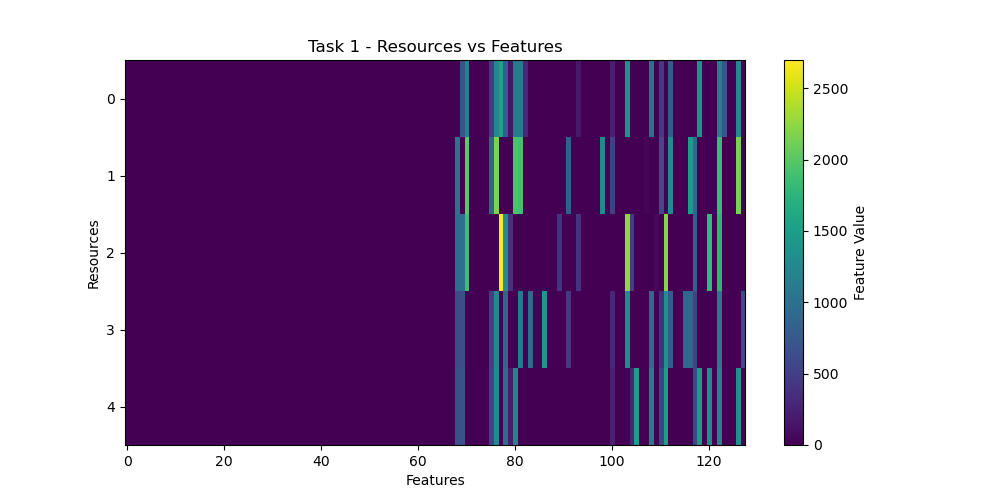 Task 1 - Resources vs Features
Resources
0
1
2
3
4
0 20 40 60 80 100 120
Features
2500
2000
1500
1000
500
0
Feature Value